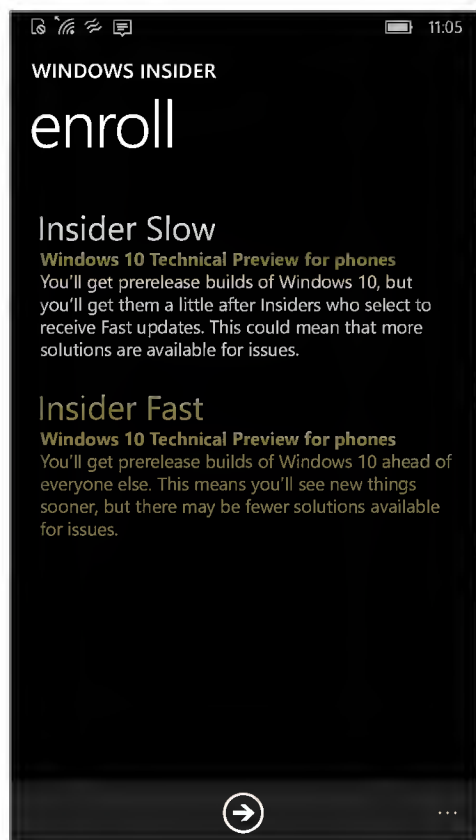 11:05
WINDOWS INSIDER
enroll
Insider Slow
Windows 10 Technical Preview for phones
You'll get prerelease builds of Windows 10, but
you'll get them a little after Insiders who select to
receive Fast updates. This could mean that more
solutions are available for issues.
Insider Fast
Windows 10 Technical Preview for phones
You'll get prerelease builds of Windows 10 ahead of
everyone else. This means you'll see new things
sooner, but there may be fewer solutions available
for issues.